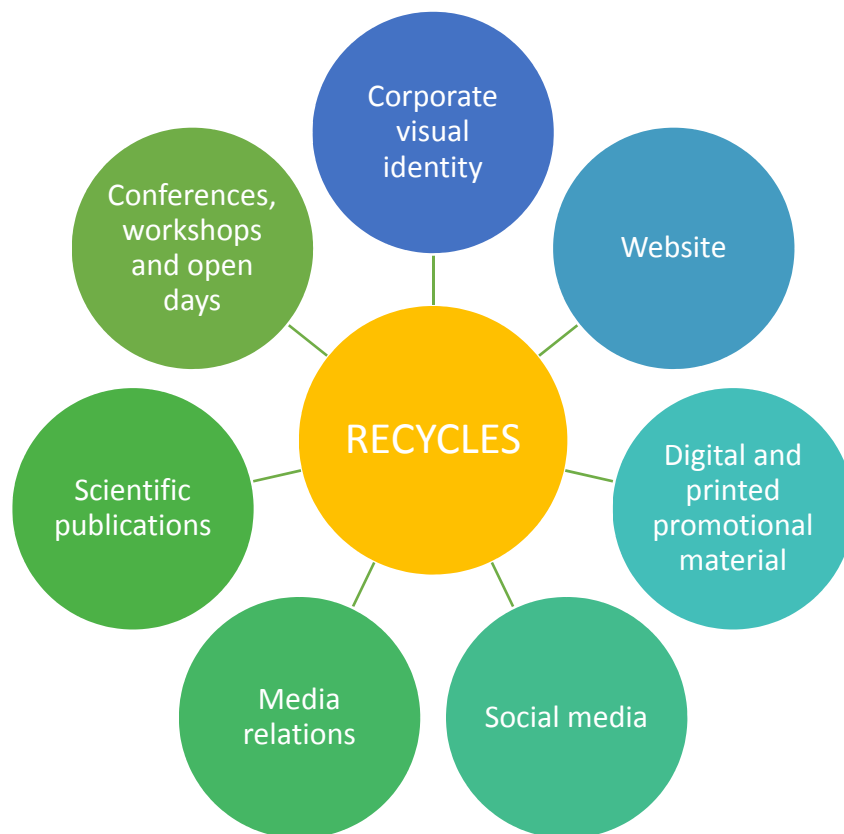 Corporate
visual
identity
Website
Digital and
printed
promotional
material
Social media
Media
relations
Scientific
publications
Conferences,
workshops
and open
days
RECYCLES